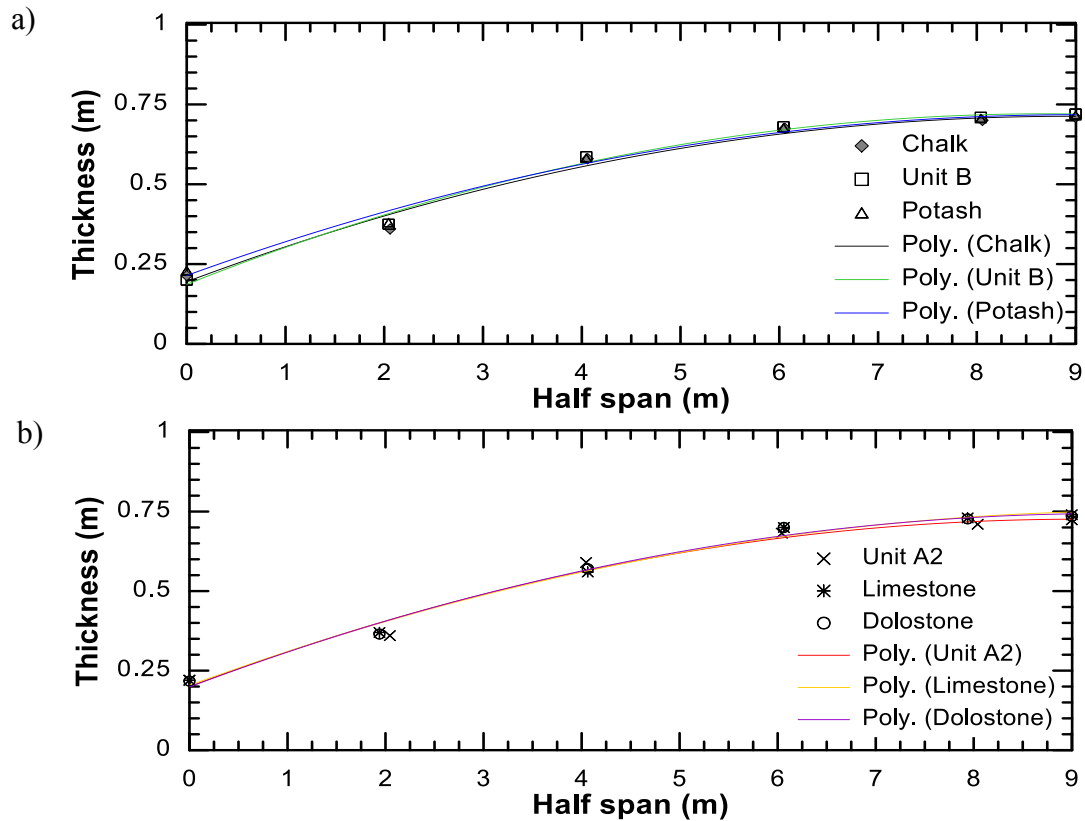 a)
1
0.75
0.5
0.25
0
Thickness (m)
Chalk
Unit B
Potash
Poly. (Chalk)
Poly. (Unit B)
Poly. (Potash)
0 1 2 3 4 5 6 7 8 9
Half span (m)
b)
1
0.75
0.5
0.25
0
Thickness (m)
Unit A2
Limestone
Dolostone
Poly. (Unit A2)
Poly. (Limestone)
Poly. (Dolostone)
0 1 2 3 4 5 6 7 8 9
Half span (m)